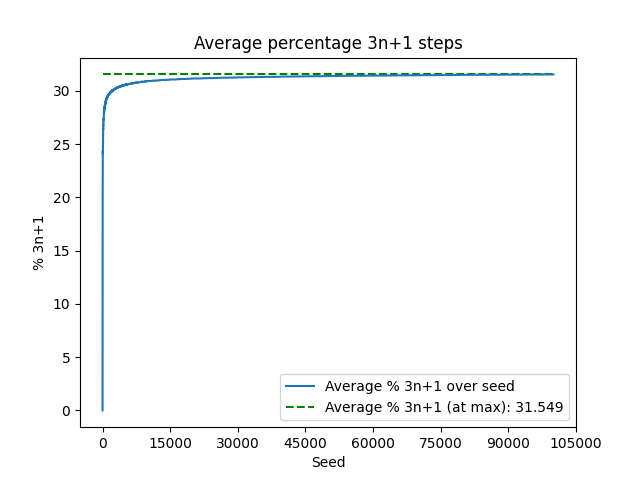 Average percentage 3n+1 steps
% 3n+1
30
25
20
15
10
5
0
Average % 3n+1 over seed
Average % 3n+1 (at max): 31.549
0 15000 30000 45000 60000 75000 90000 105000
Seed